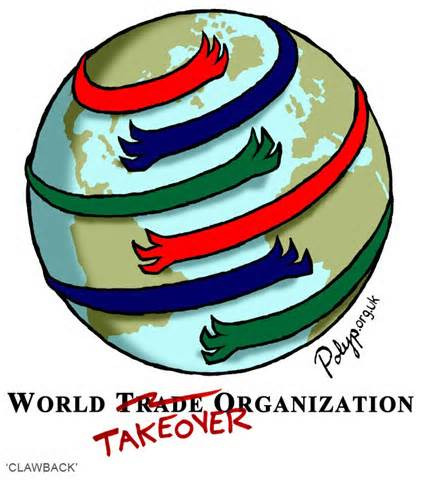 Polyp.org.uk
WORLD TRADE ORGANIZATION
TAKEOVER
'CLAWBACK'